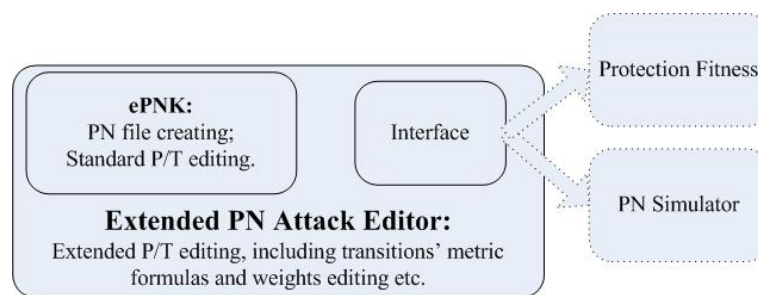 ePNK:
PN file creating;
Standard P/T editing.
Interface
Protection Fitness
PN Simulator
Extended PN Attack Editor:
Extended P/T editing, including transitions' metric
formulas and weights editing etc.